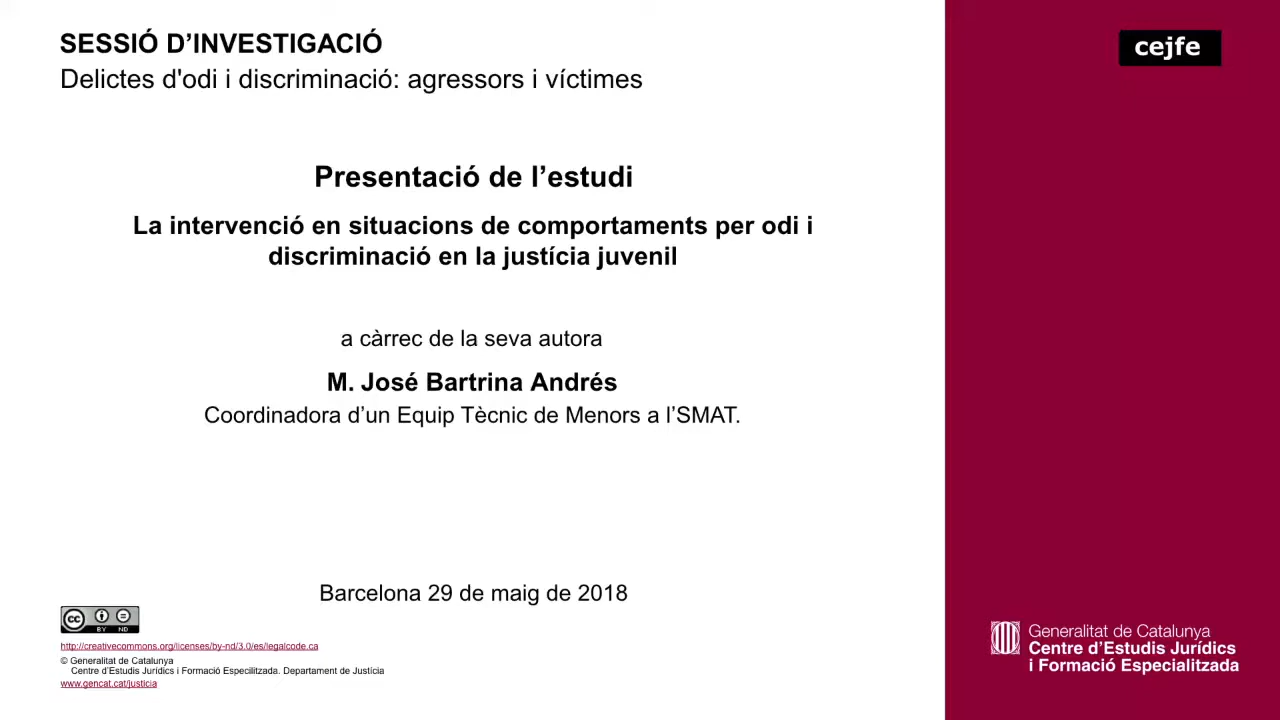 SESSIÓ D’INVESTIGACIÓ
Delictes d'odi i discriminació: agressors i víctimes
cejfe
Presentació de l’estudi
La intervenció en situacions de comportaments per odi i
discriminació en la justícia juvenil
a càrrec de la seva autora
M. José Bartrina Andrés
Coordinadora d’un Equip Tècnic de Menors a l’SMAT.
Barcelona 29 de maig de 2018
cc BY ND
http://creativecommons.org/licenses/by-nd/3.0/es/legalcode.ca
© Generalitat de Catalunya
Centre d’Estudis Jurídics i Formació Especilitzada. Departament de Justícia
www.gencat.cat/justicia
Generalitat de Catalunya
Centre d’Estudis Jurídics
i Formació Especialitzada